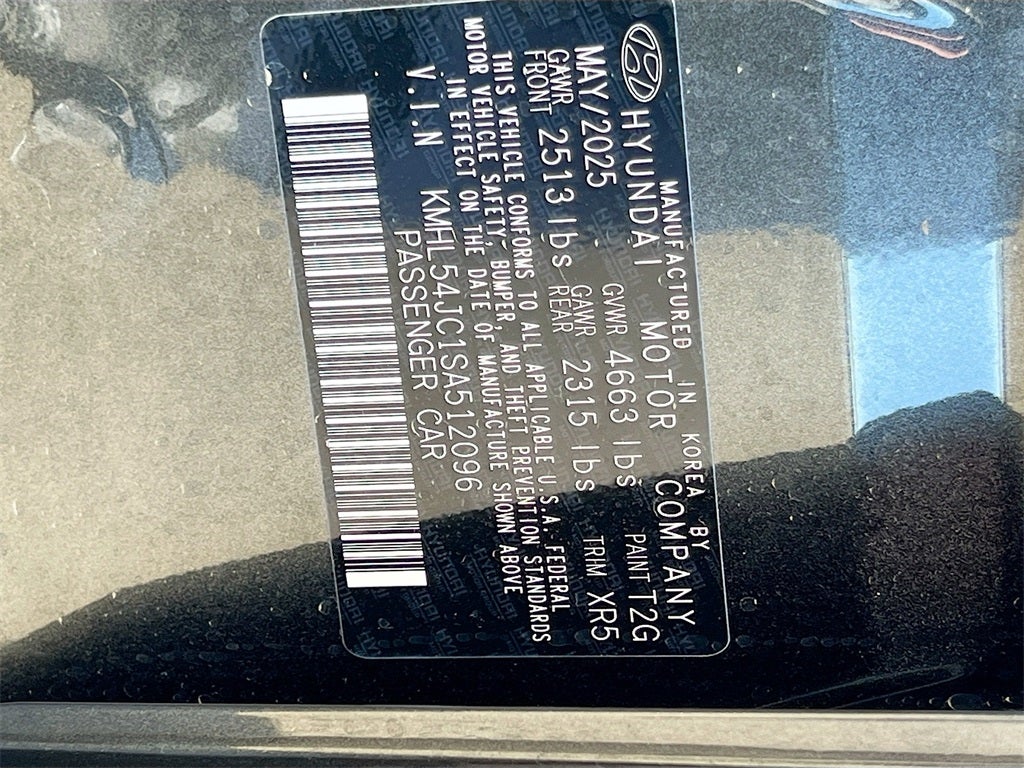 MANUFACTURED IN KOREA BY
HYUNDAI MOTOR COMPANY
MAY/2025 GVWR 4663 lbs PAINT T2G
GAWR FRONT 2513 lbs GAWR REAR 2315 lbs TRIM XR5
THIS VEHICLE CONFORMS TO ALL APPLICABLE U.S.A. FEDERAL
MOTOR VEHICLE SAFETY, BUMPER, AND THEFT PREVENTION STANDARDS
IN EFFECT ON THE DATE OF MANUFACTURE SHOWN ABOVE
V.I.N KMHL54JC1SA512096
PASSENGER CAR